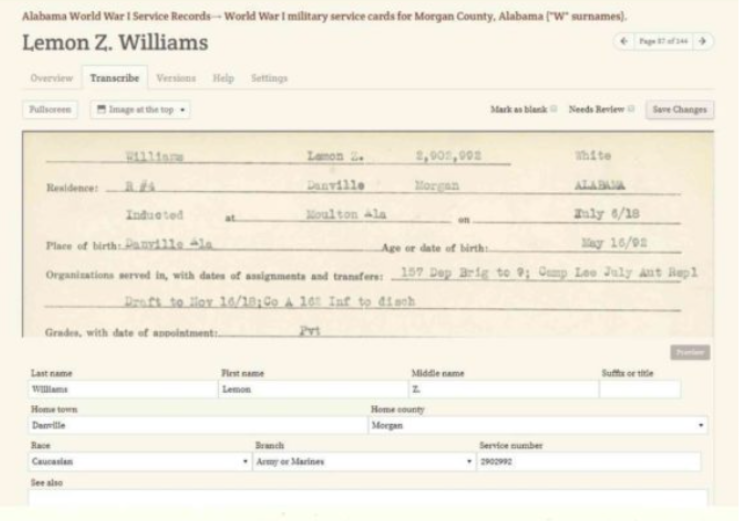 Alabama World War I Service Records→ World War I military service cards for Morgan County, Alabama ("W" surnames).
Lemon Z. Williams
← Page 87 of 244 →
Overview Transcribe Versions Help Settings
Fullscreen Image at the top Mark as blank Needs Review Save Changes
Williams Lemon Z. 2,902,992 White
Residence: R #4 Danville Morgan ALABAMA
Inducted at Moulton Ala on July 6/18
Place of birth: Danville Ala Age or date of birth: May 16/92
Organizations served in, with dates of assignments and transfers: 157 Dep Brig to 9; Camp Lee July Aut Repl
Draft to Nov 16/18; Co A 162 Inf to disch
Grades, with date of appointment: Pvt
Preview
Last name First name Middle name Suffix or title
Williams Lemon Z.
Home town Home county
Danville Morgan
Race Branch Service number
Caucasian Army or Marines 2902992
See also